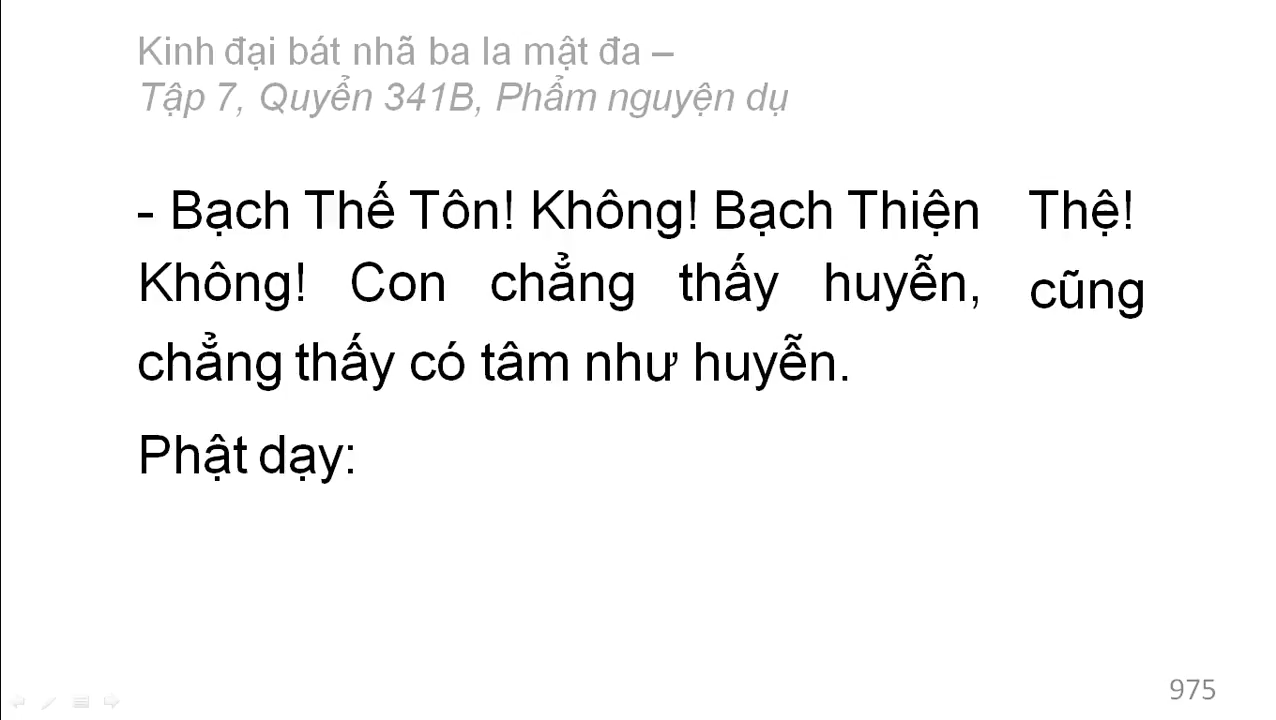 Kinh đại bát nhã ba la mật đa –
Tập 7, Quyển 341B, Phẩm nguyện dụ
- Bạch Thế Tôn! Không! Bạch Thiện Thệ!
Không! Con chẳng thấy huyễn, cũng
chẳng thấy có tâm như huyễn.
Phật dạy:
975